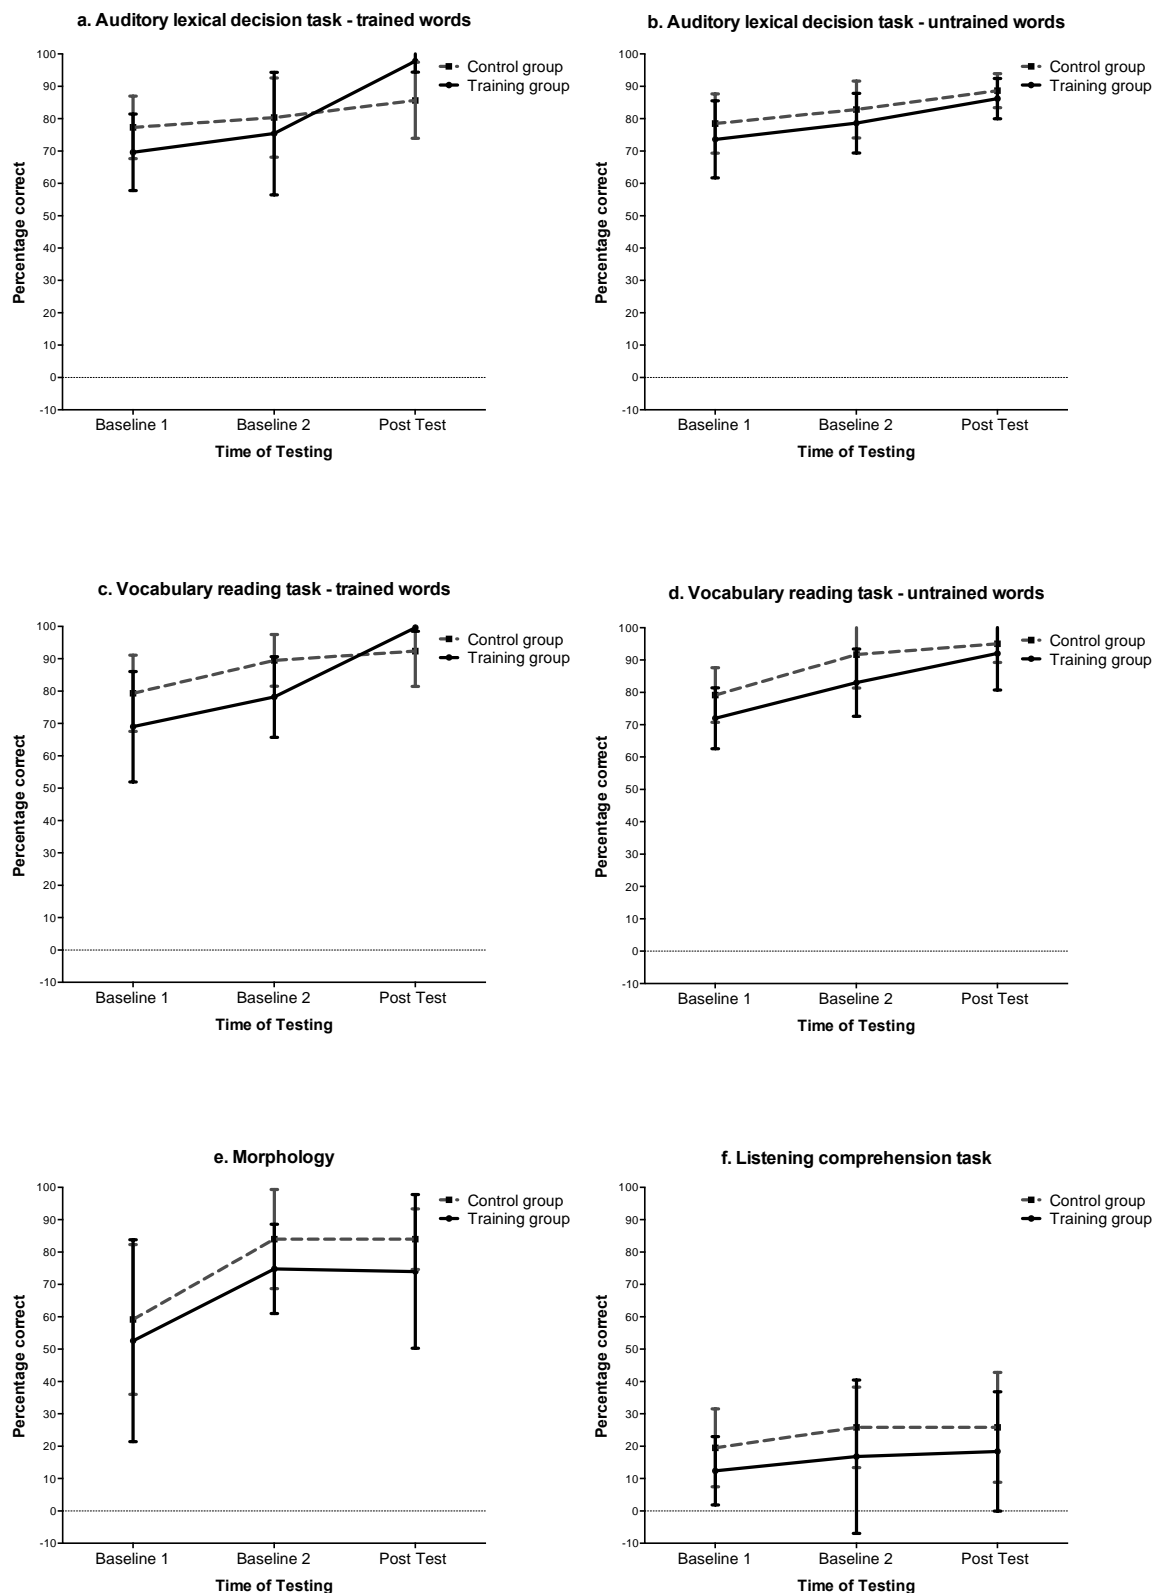 a. Auditory lexical decision task - trained words
100
90
80
70
60
50
40
30
20
10
0
-10
Percentage correct
Baseline 1 Baseline 2 Post Test
Time of Testing
Control group
Training group
b. Auditory lexical decision task - untrained words
100
90
80
70
60
50
40
30
20
10
0
-10
Percentage correct
Baseline 1 Baseline 2 Post Test
Time of Testing
Control group
Training group
c. Vocabulary reading task - trained words
100
90
80
70
60
50
40
30
20
10
0
-10
Percentage correct
Baseline 1 Baseline 2 Post Test
Time of Testing
Control group
Training group
d. Vocabulary reading task - untrained words
100
90
80
70
60
50
40
30
20
10
0
-10
Percentage correct
Baseline 1 Baseline 2 Post Test
Time of Testing
Control group
Training group
e. Morphology
100
90
80
70
60
50
40
30
20
10
0
-10
Percentage correct
Baseline 1 Baseline 2 Post Test
Time of Testing
Control group
Training group
f. Listening comprehension task
100
90
80
70
60
50
40
30
20
10
0
-10
Percentage correct
Baseline 1 Baseline 2 Post Test
Time of Testing
Control group
Training group